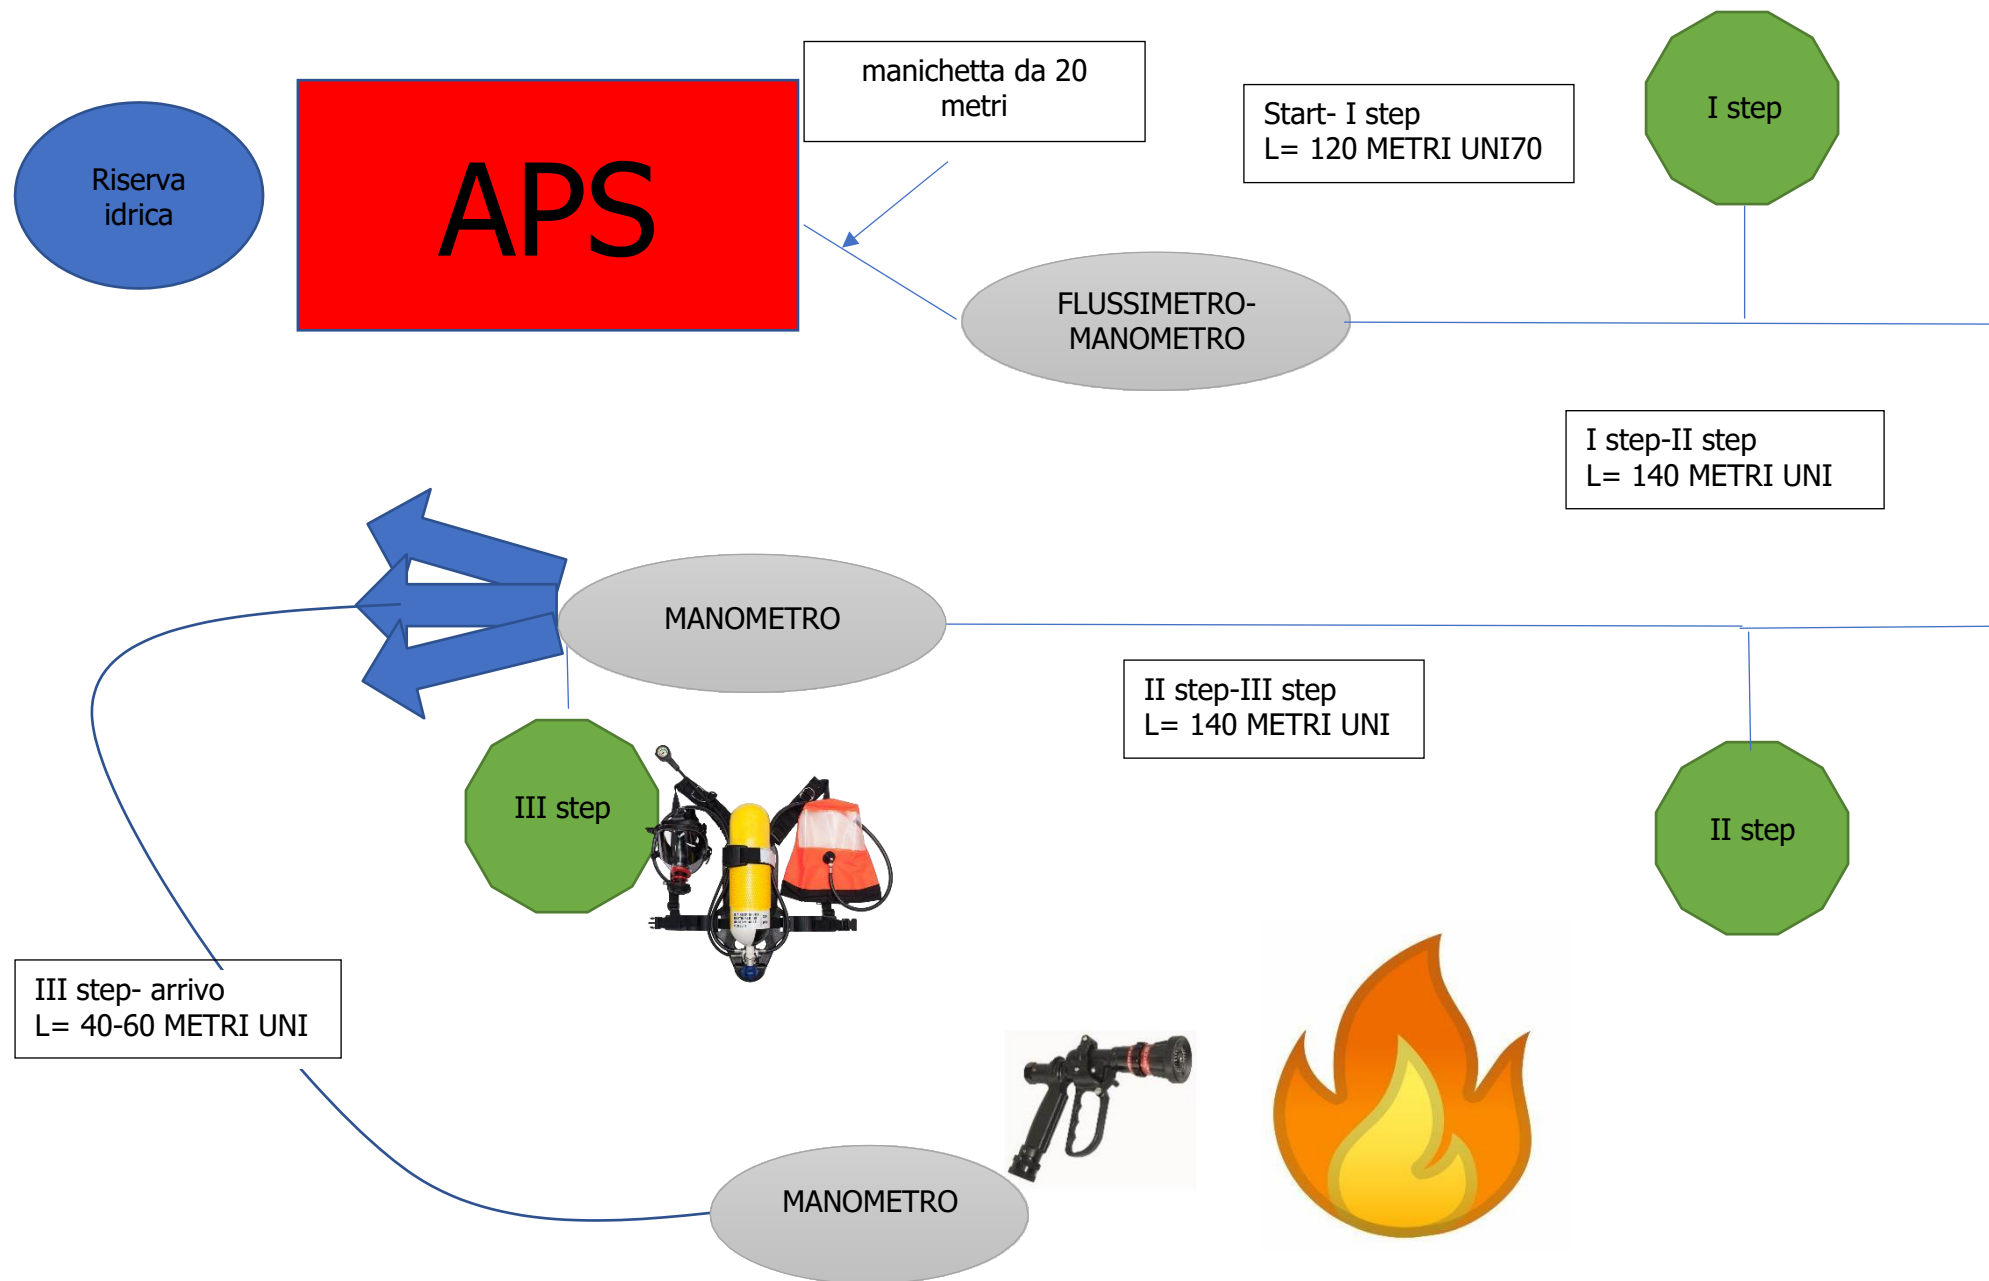 Riserva
idrica
APS
manichetta da 20
metri
Start- I step
L= 120 METRI UNI70
I step
FLUSSIMETRO-
MANOMETRO
I step-II step
L= 140 METRI UNI
MANOMETRO
II step-III step
L= 140 METRI UNI
III step
II step
III step- arrivo
L= 40-60 METRI UNI
MANOMETRO